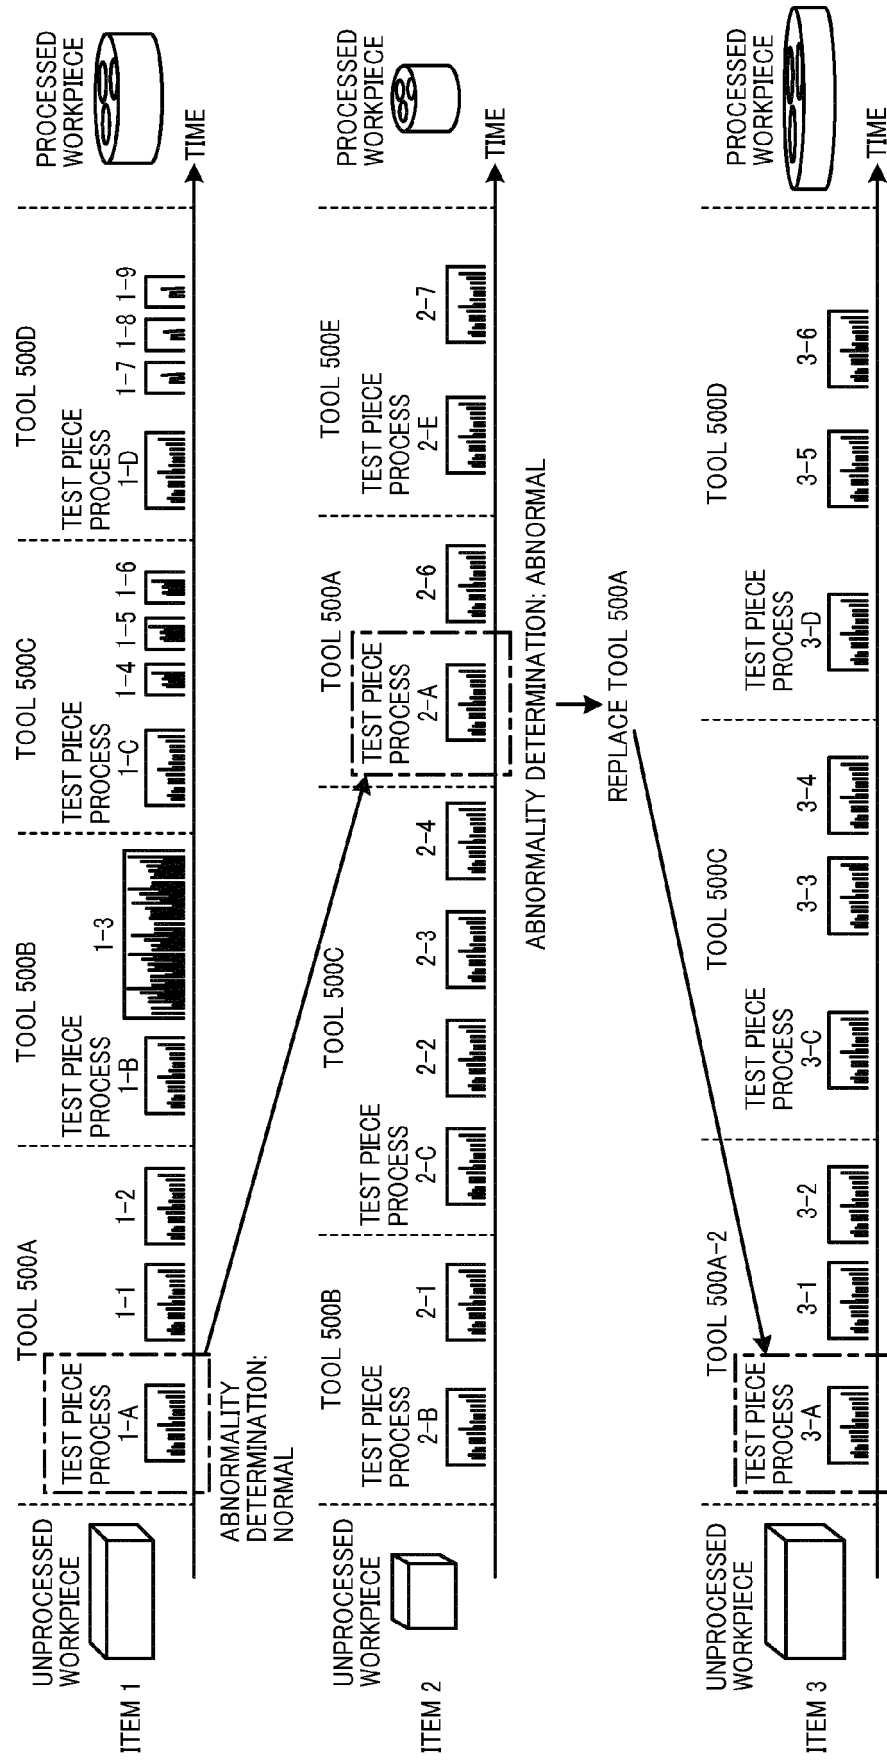 UNPROCESSED
WORKPIECE
ITEM 1
TOOL 500A
TEST PIECE
PROCESS
1-A
1-1
1-2
TOOL 500B
TEST PIECE
PROCESS
1-B
1-3
TOOL 500C
TEST PIECE
PROCESS
1-C
1-4
1-5
1-6
TOOL 500D
TEST PIECE
PROCESS
1-D
1-7
1-8
1-9
PROCESSED
WORKPIECE
TIME
ABNORMALITY
DETERMINATION:
NORMAL
UNPROCESSED
WORKPIECE
ITEM 2
TOOL 500B
TEST PIECE
PROCESS
2-B
2-1
TOOL 500C
TEST PIECE
PROCESS
2-C
2-2
2-3
2-4
TOOL 500A
TEST PIECE
PROCESS
2-A
2-6
TOOL 500E
TEST PIECE
PROCESS
2-E
2-7
PROCESSED
WORKPIECE
TIME
ABNORMALITY DETERMINATION: ABNORMAL
REPLACE TOOL 500A
UNPROCESSED
WORKPIECE
ITEM 3
TOOL 500A-2
TEST PIECE
PROCESS
3-A
3-1
3-2
TOOL 500C
TEST PIECE
PROCESS
3-C
3-3
3-4
TOOL 500D
TEST PIECE
PROCESS
3-D
3-5
3-6
PROCESSED
WORKPIECE
TIME